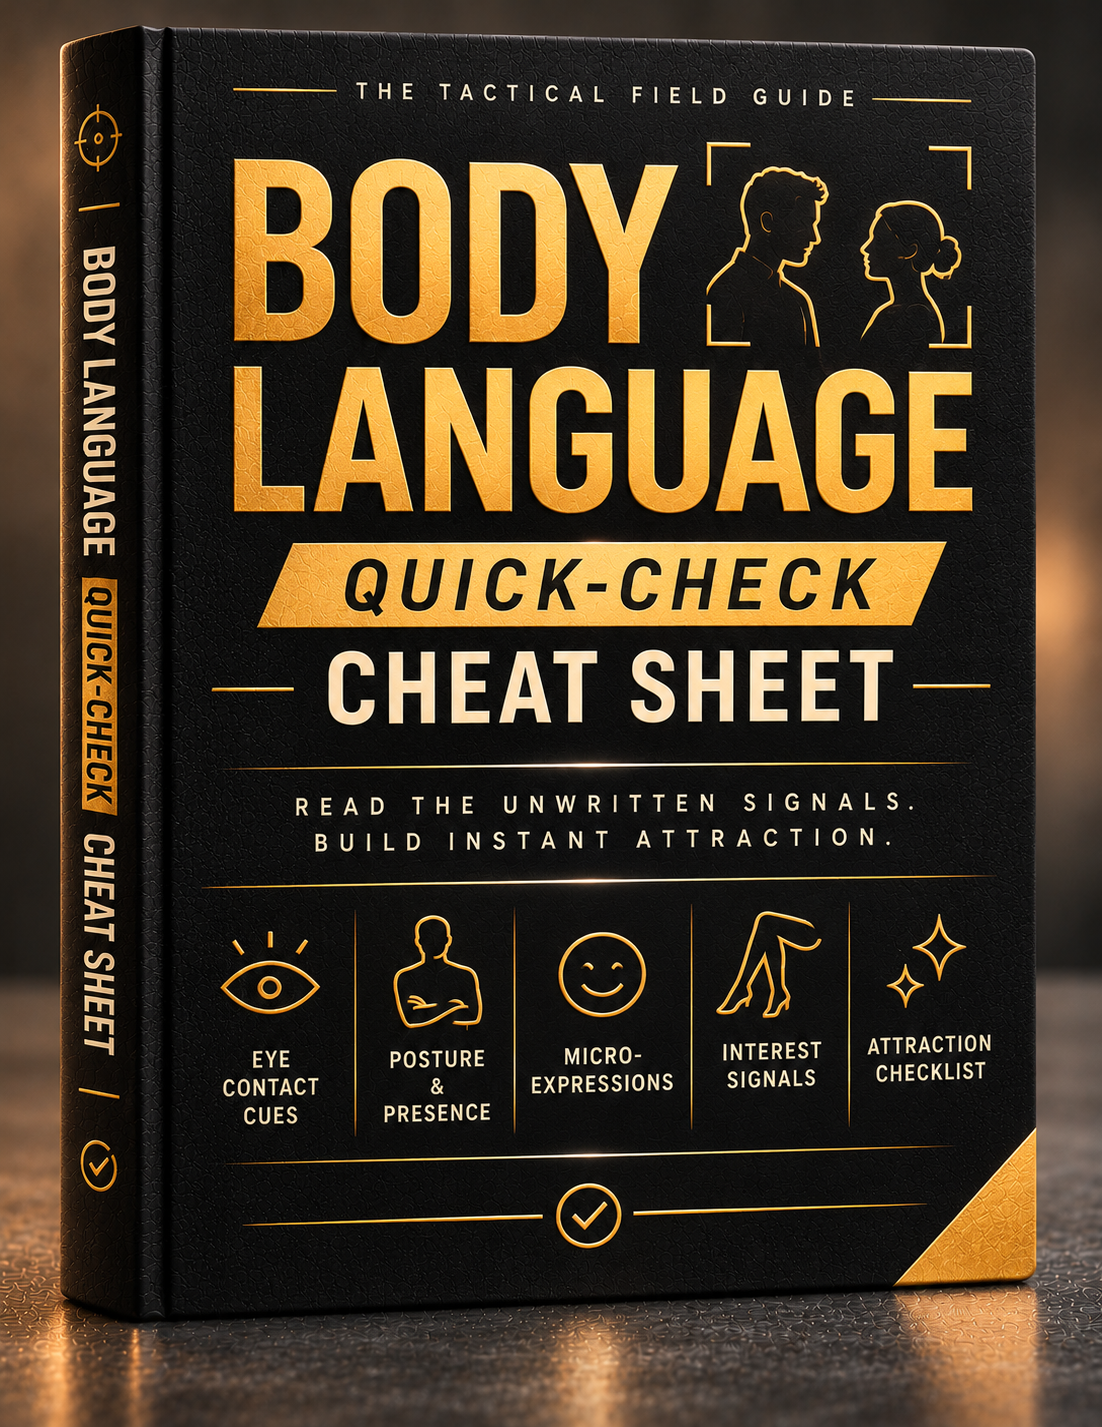 THE TACTICAL FIELD GUIDE
BODY
LANGUAGE
QUICK-CHECK
CHEAT SHEET
READ THE UNWRITTEN SIGNALS.
BUILD INSTANT ATTRACTION.
EYE
CONTACT
CUES
POSTURE
&
PRESENCE
MICRO-
EXPRESSIONS
INTEREST
SIGNALS
ATTRACTION
CHECKLIST
BODY LANGUAGE QUICK-CHECK CHEAT SHEET